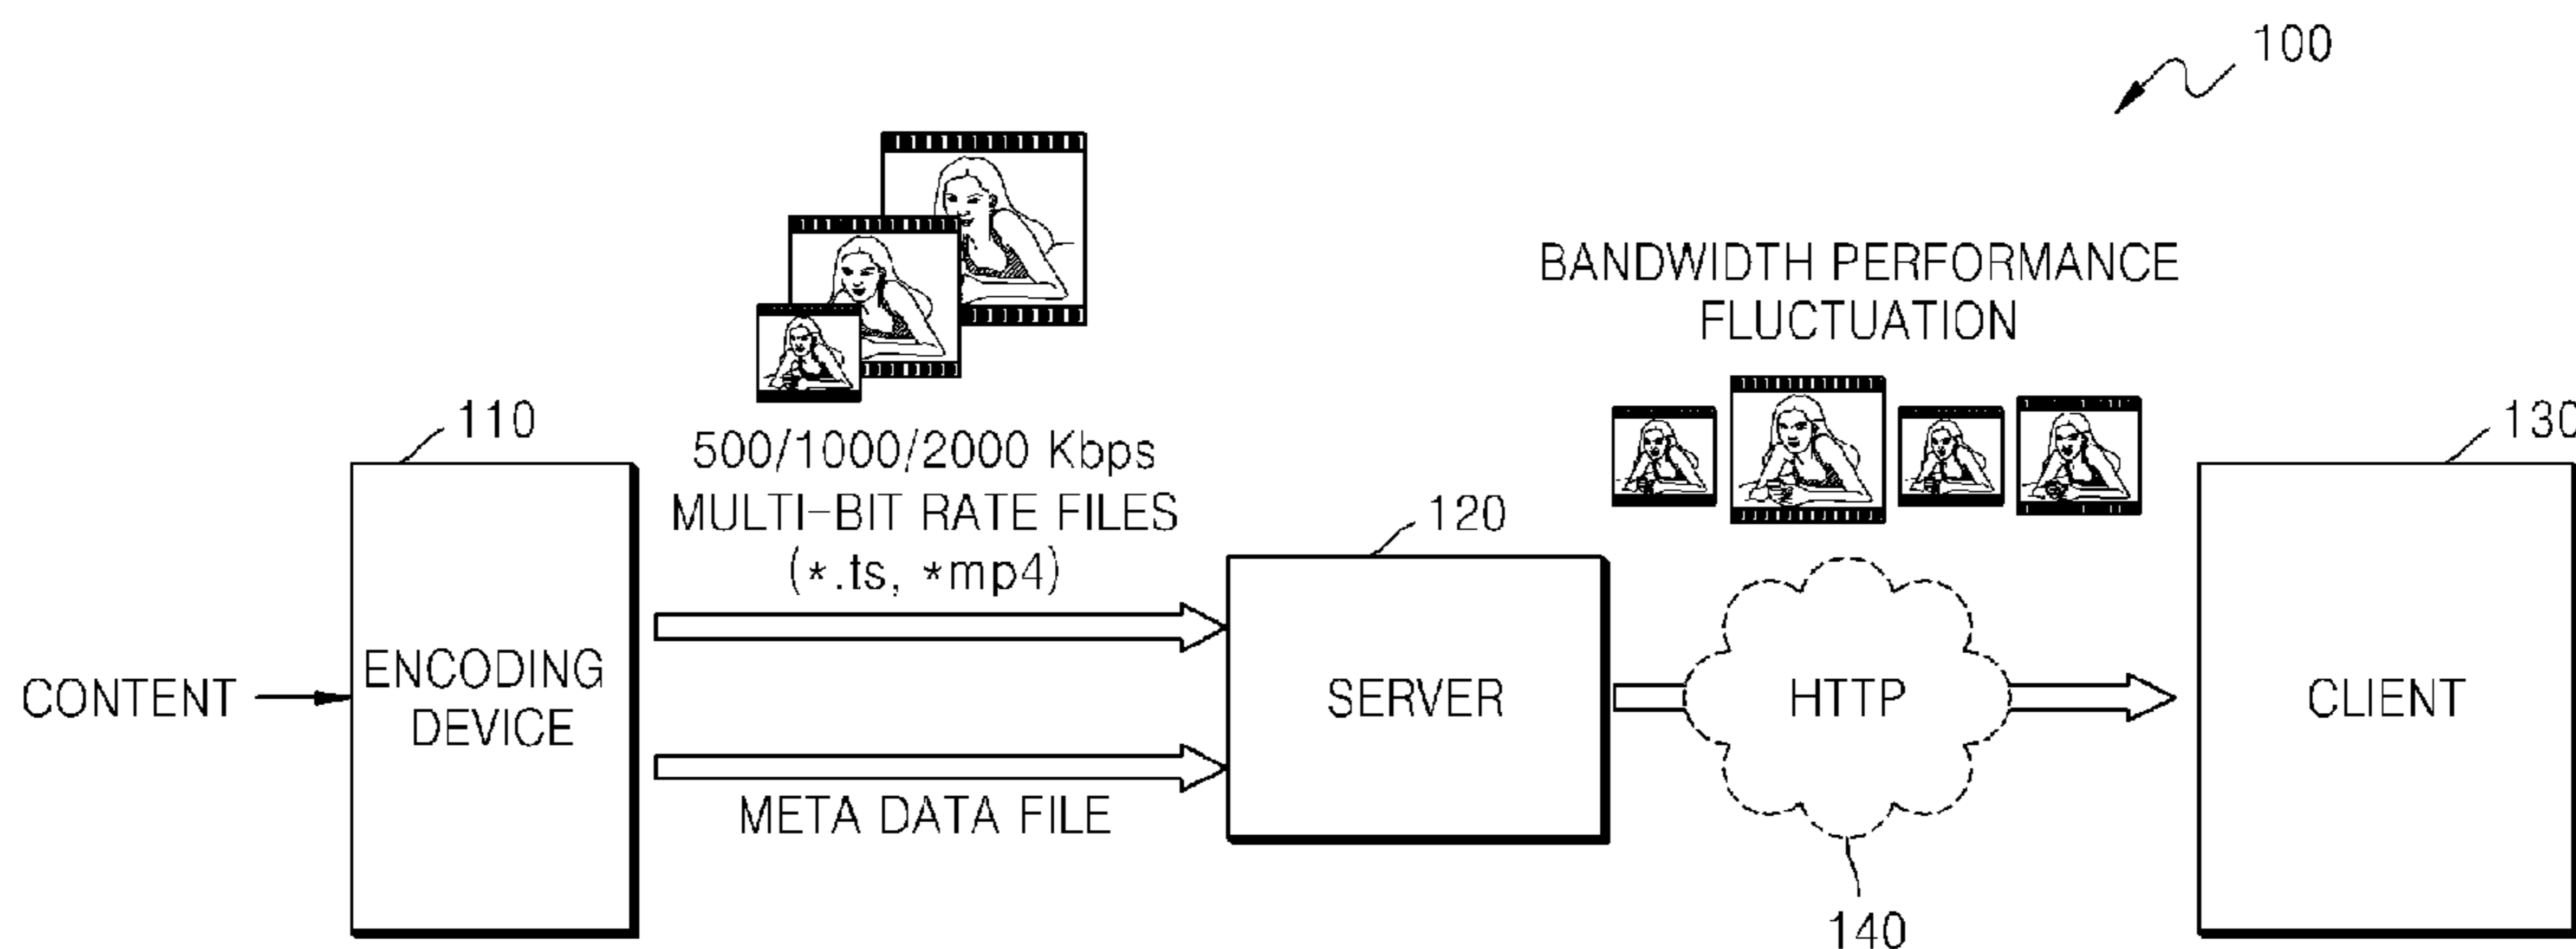 100
BANDWIDTH PERFORMANCE
FLUCTUATION
110
500/1000/2000 Kbps
MULTI-BIT RATE FILES
(*.ts, *mp4)
120
130
CONTENT
ENCODING
DEVICE
SERVER
HTTP
CLIENT
META DATA FILE
140